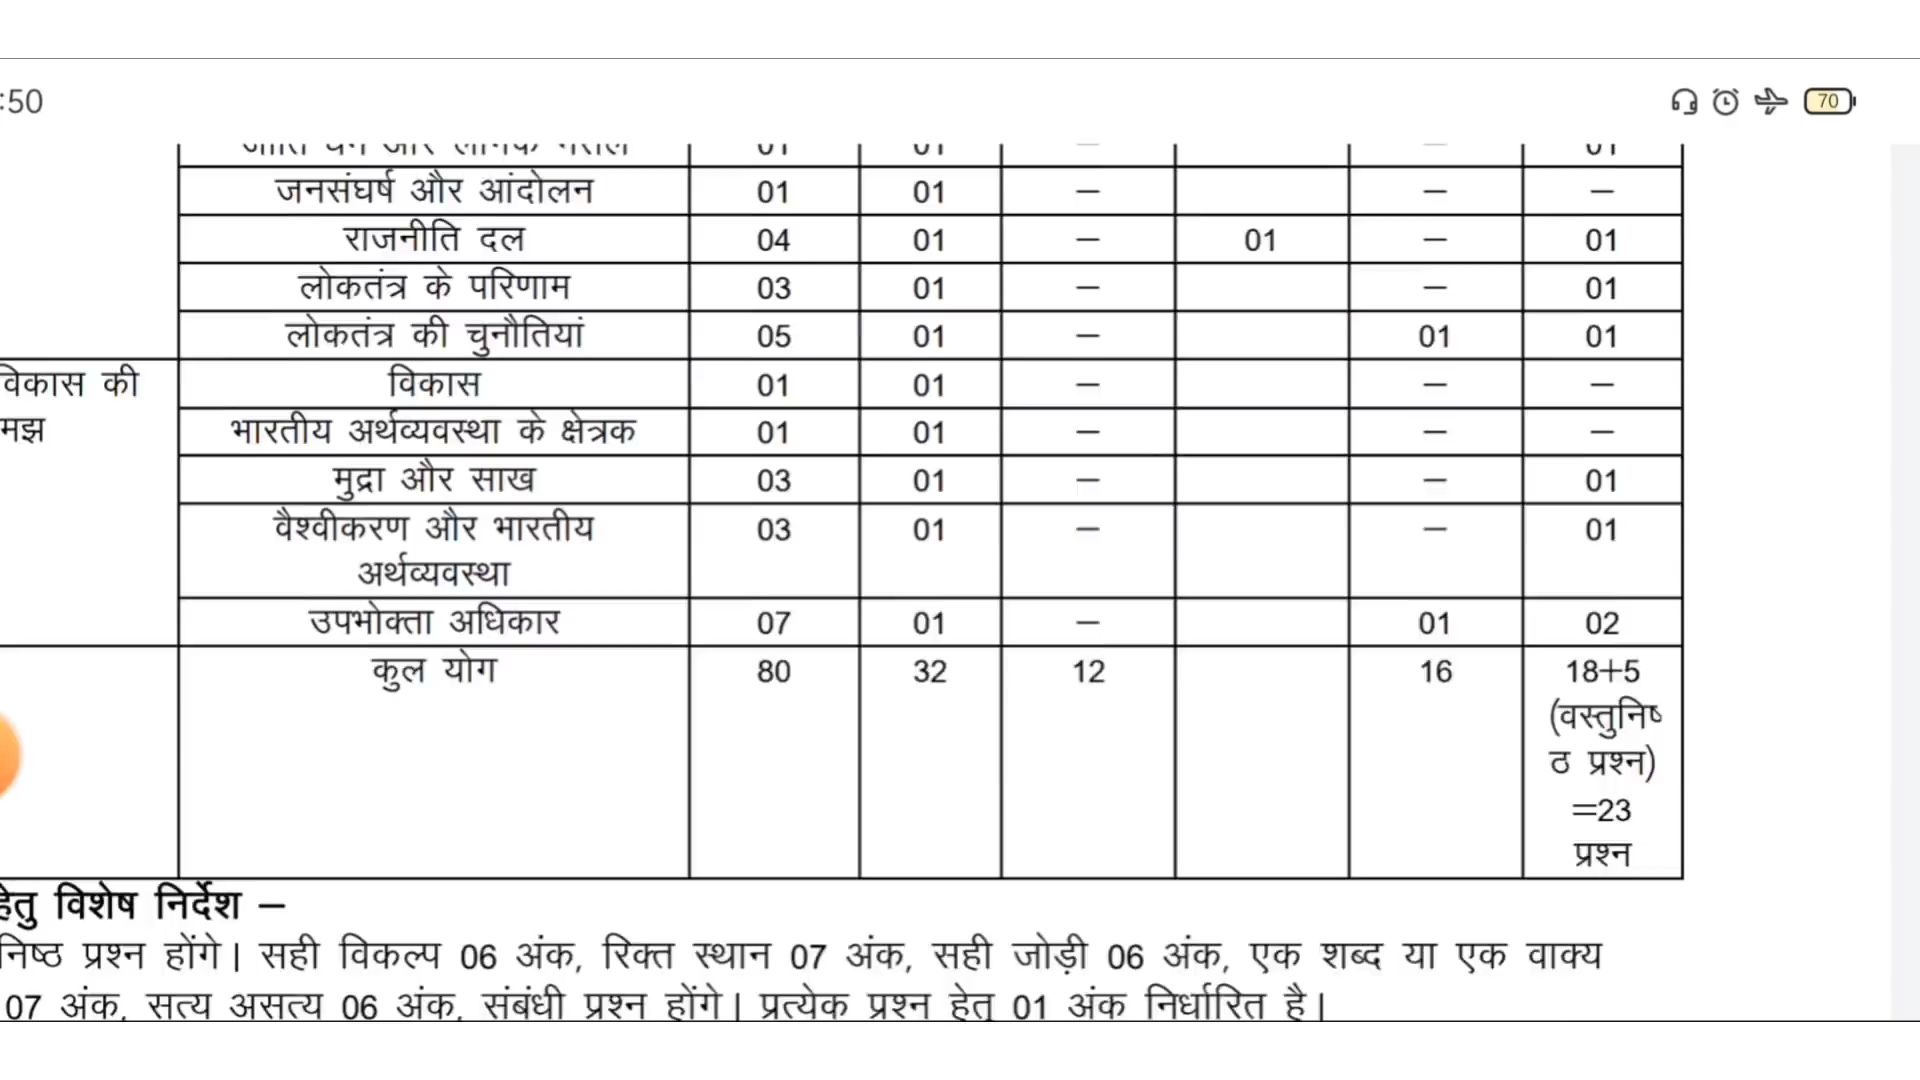 :50 70
जनसंघर्ष और आंदोलन 01 01 – – –
राजनीति दल 04 01 – 01 – 01
लोकतंत्र के परिणाम 03 01 – – 01
लोकतंत्र की चुनौतियां 05 01 – 01 01
विकास की विकास 01 01 – – –
मझ भारतीय अर्थव्यवस्था के क्षेत्रक 01 01 – – –
मुद्रा और साख 03 01 – – 01
वैश्वीकरण और भारतीय 03 01 – – 01
अर्थव्यवस्था
उपभोक्ता अधिकार 07 01 – 01 02
कुल योग 80 32 12 16 18+5
(वस्तुनिष
ठ प्रश्न)
=23
प्रश्न
हेतु विशेष निर्देश –
निष्ठ प्रश्न होंगे। सही विकल्प 06 अंक, रिक्त स्थान 07 अंक, सही जोड़ी 06 अंक, एक शब्द या एक वाक्य
07 अंक, सत्य असत्य 06 अंक, संबंधी प्रश्न होंगे। प्रत्येक प्रश्न हेतु 01 अंक निर्धारित है।